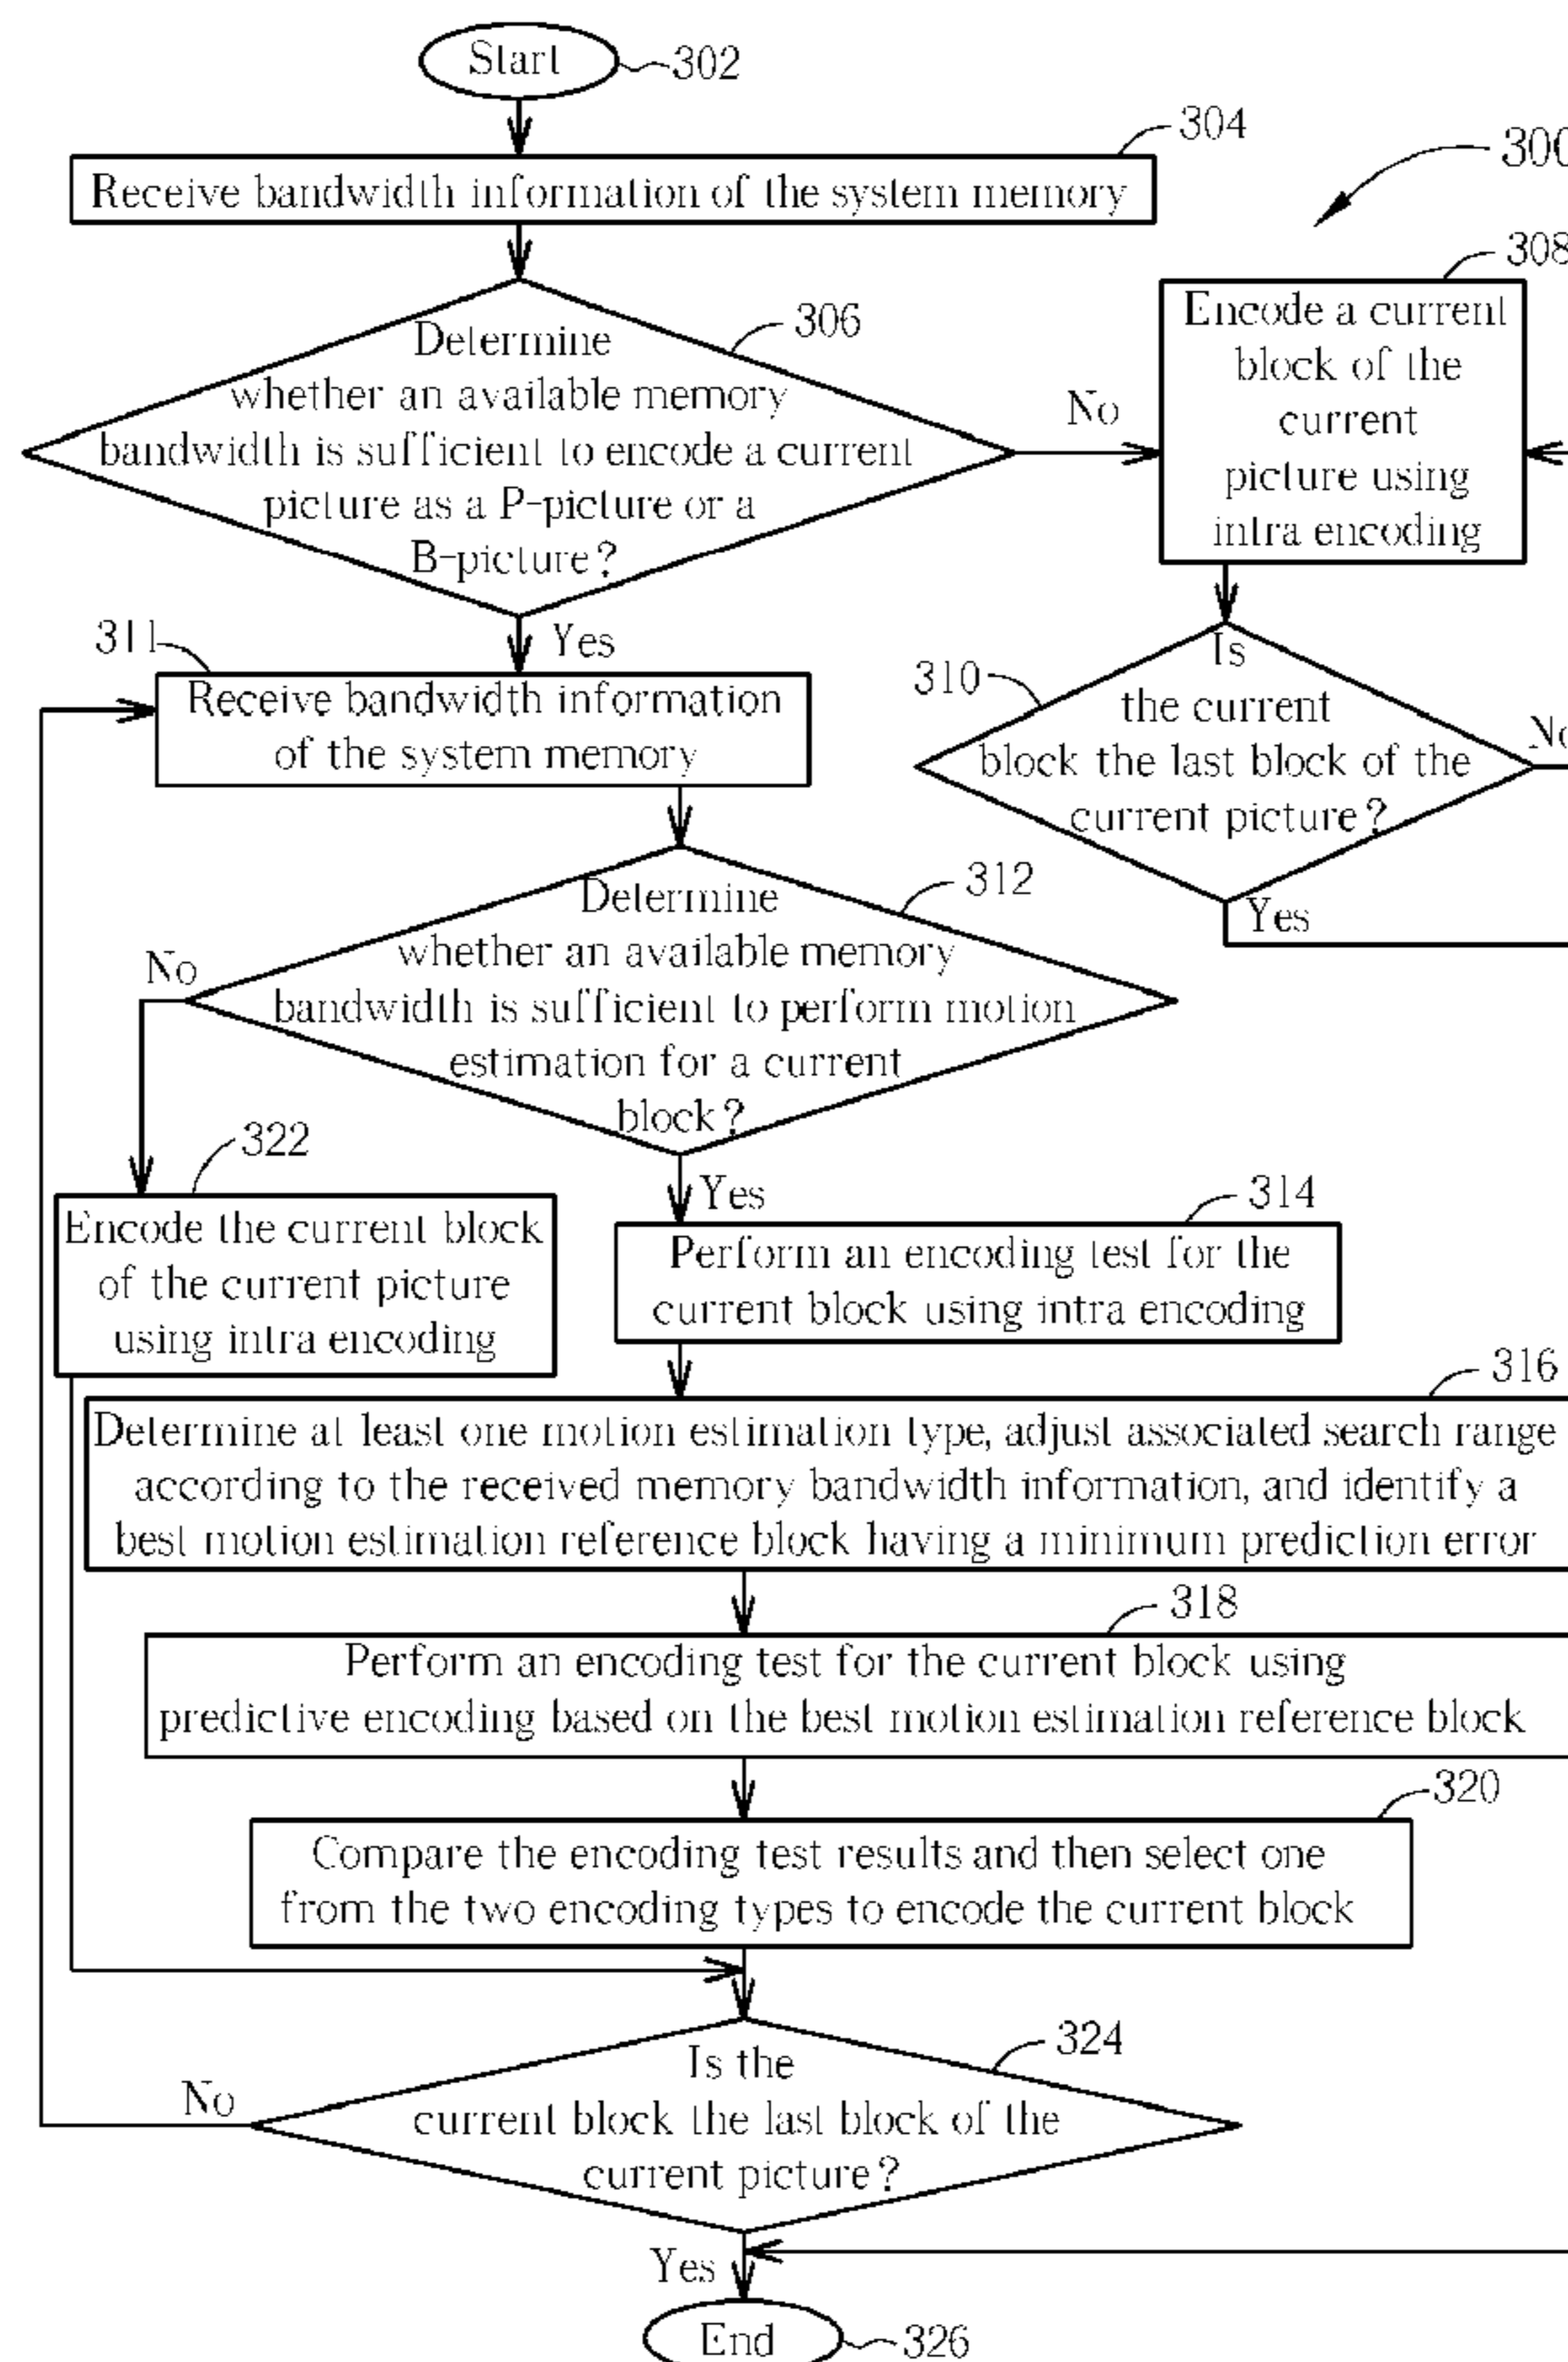 Start
302
304
Receive bandwidth information of the system memory
300
308
306
Determine
whether an available memory
bandwidth is sufficient to encode a current
picture as a P-picture or a
B-picture?
No
Encode a current
block of the
current
picture using
intra encoding
Yes
311
Receive bandwidth information
of the system memory
310
Is
the current
block the last block of the
current picture?
No
Yes
312
Determine
whether an available memory
bandwidth is sufficient to perform motion
estimation for a current
block?
No
322
Encode the current block
of the current picture
using intra encoding
Yes
314
Perform an encoding test for the
current block using intra encoding
316
Determine at least one motion estimation type, adjust associated search range
according to the received memory bandwidth information, and identify a
best motion estimation reference block having a minimum prediction error
318
Perform an encoding test for the current block using
predictive encoding based on the best motion estimation reference block
320
Compare the encoding test results and then select one
from the two encoding types to encode the current block
324
Is the
current block the last block of the
current picture?
No
Yes
End
326